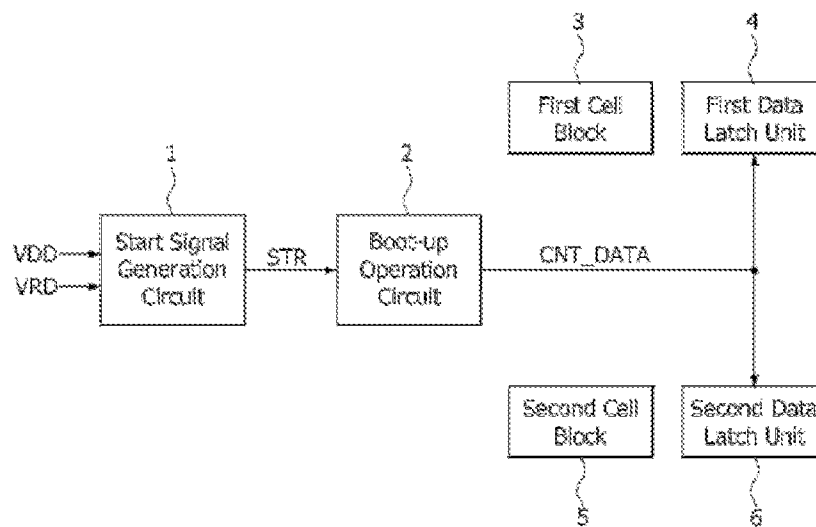 3
4
First Cell
Block
First Data
Latch Unit
1
2
VDD
VRD
Start Signal
Generation
Circuit
STR
Boot-up
Operation
Circuit
CNT_DATA
Second Cell
Block
Second Data
Latch Unit
5
6